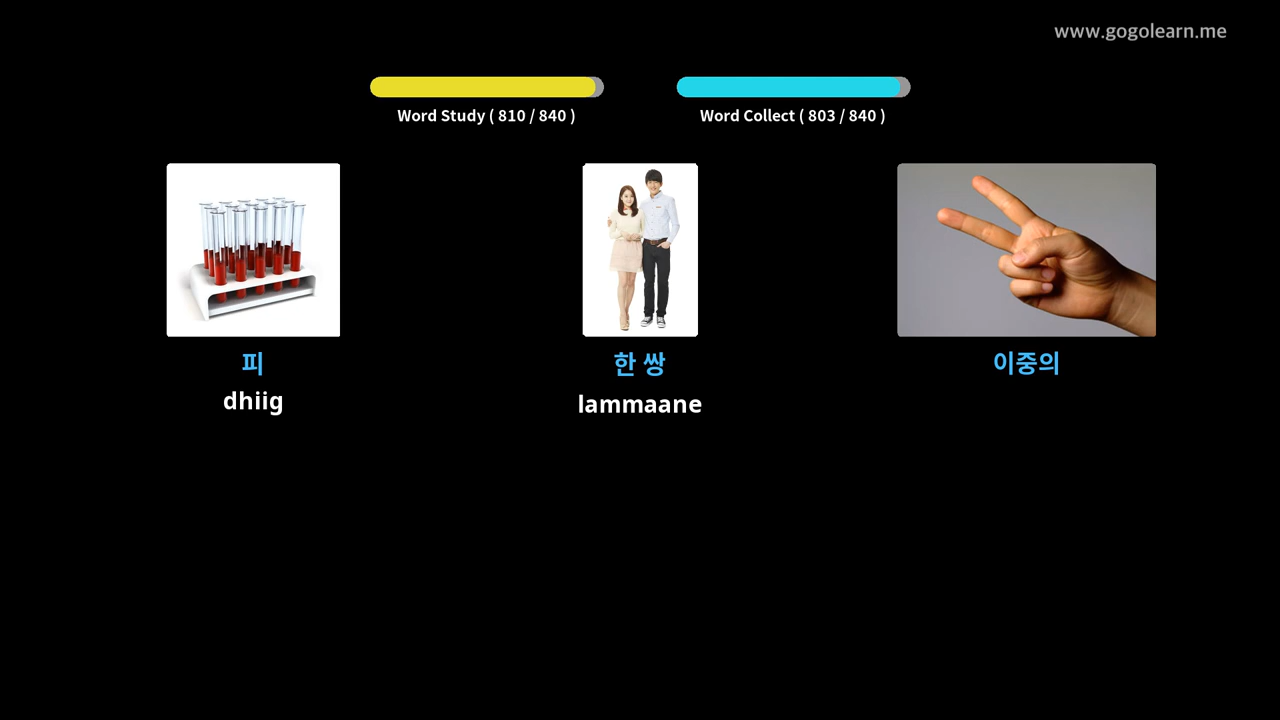 www.gogolearn.me
Word Study ( 810 / 840 )
Word Collect ( 803 / 840 )
피
한 쌍
이중의
dhiig
lammaane